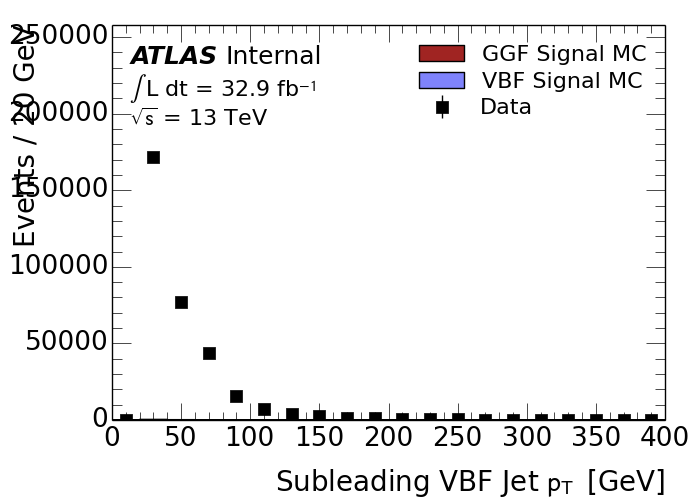 ATLAS Internal
∫L dt = 32.9 fb⁻¹
√s = 13 TeV
GGF Signal MC
VBF Signal MC
Data
Events / 20 GeV
250000
200000
150000
100000
50000
0
0 50 100 150 200 250 300 350 400
Subleading VBF Jet pT [GeV]